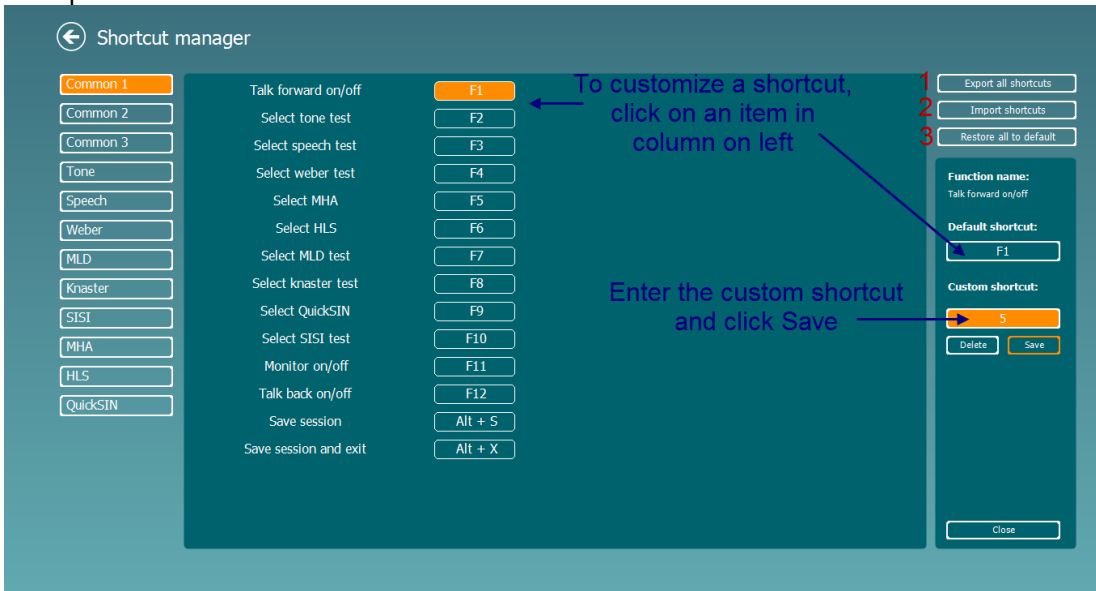 Shortcut manager
Common 1
Common 2
Common 3
Tone
Speech
Weber
MLD
Knaster
SISI
MHA
HLS
QuickSIN
Talk forward on/off F1
Select tone test F2
Select speech test F3
Select weber test F4
Select MHA F5
Select HLS F6
Select MLD test F7
Select knaster test F8
Select QuickSIN F9
Select SISI test F10
Monitor on/off F11
Talk back on/off F12
Save session Alt + S
Save session and exit Alt + X
To customize a shortcut,
click on an item in
column on left
Enter the custom shortcut
and click Save
1 Export all shortcuts
2 Import shortcuts
3 Restore all to default
Function name:
Talk forward on/off
Default shortcut:
F1
Custom shortcut:
5
Delete Save
Close